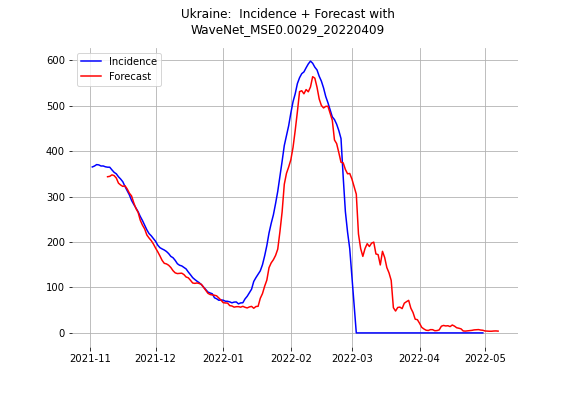 Ukraine:  Incidence + Forecast with
WaveNet_MSE0.0029_20220409
Incidence
Forecast
600
500
400
300
200
100
0
2021-11 2021-12 2022-01 2022-02 2022-03 2022-04 2022-05